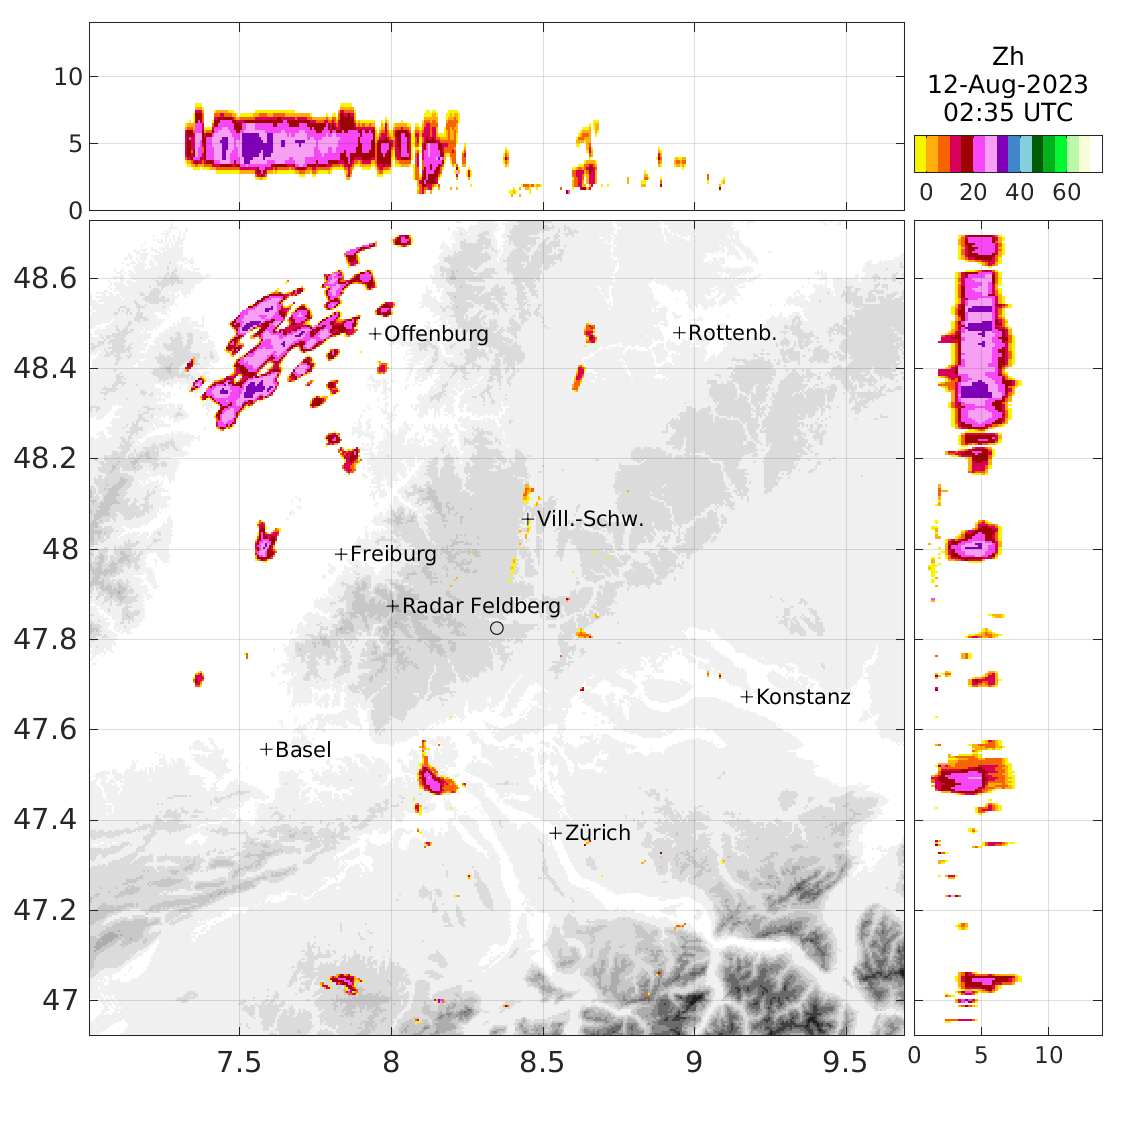 10
5
0
Zh
12-Aug-2023
02:35 UTC
0 20 40 60
48.6
48.4
48.2
48
47.8
47.6
47.4
47.2
47
Offenburg
Rottenb.
Vill.-Schw.
Freiburg
Radar Feldberg
Konstanz
Basel
Zürich
7.5 8 8.5 9 9.5
0 5 10